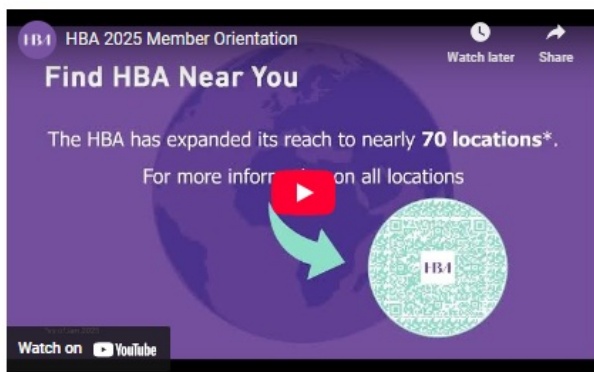 HBA HBA 2025 Member Orientation
Watch later Share
Find HBA Near You
The HBA has expanded its reach to nearly 70 locations*.
For more on all locations
HBA
Watch on YouTube